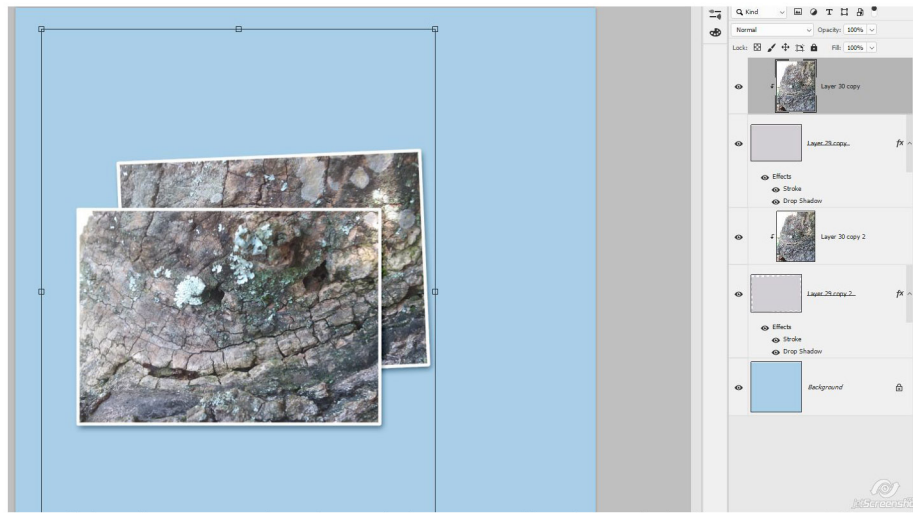 Kind
T
Normal
Opacity: 100%
Lock:
Fill: 100%
Layer 30 copy
Layer 29 copy
fx
Effects
Stroke
Drop Shadow
Layer 30 copy 2
Layer 29 copy 2
fx
Effects
Stroke
Drop Shadow
Background